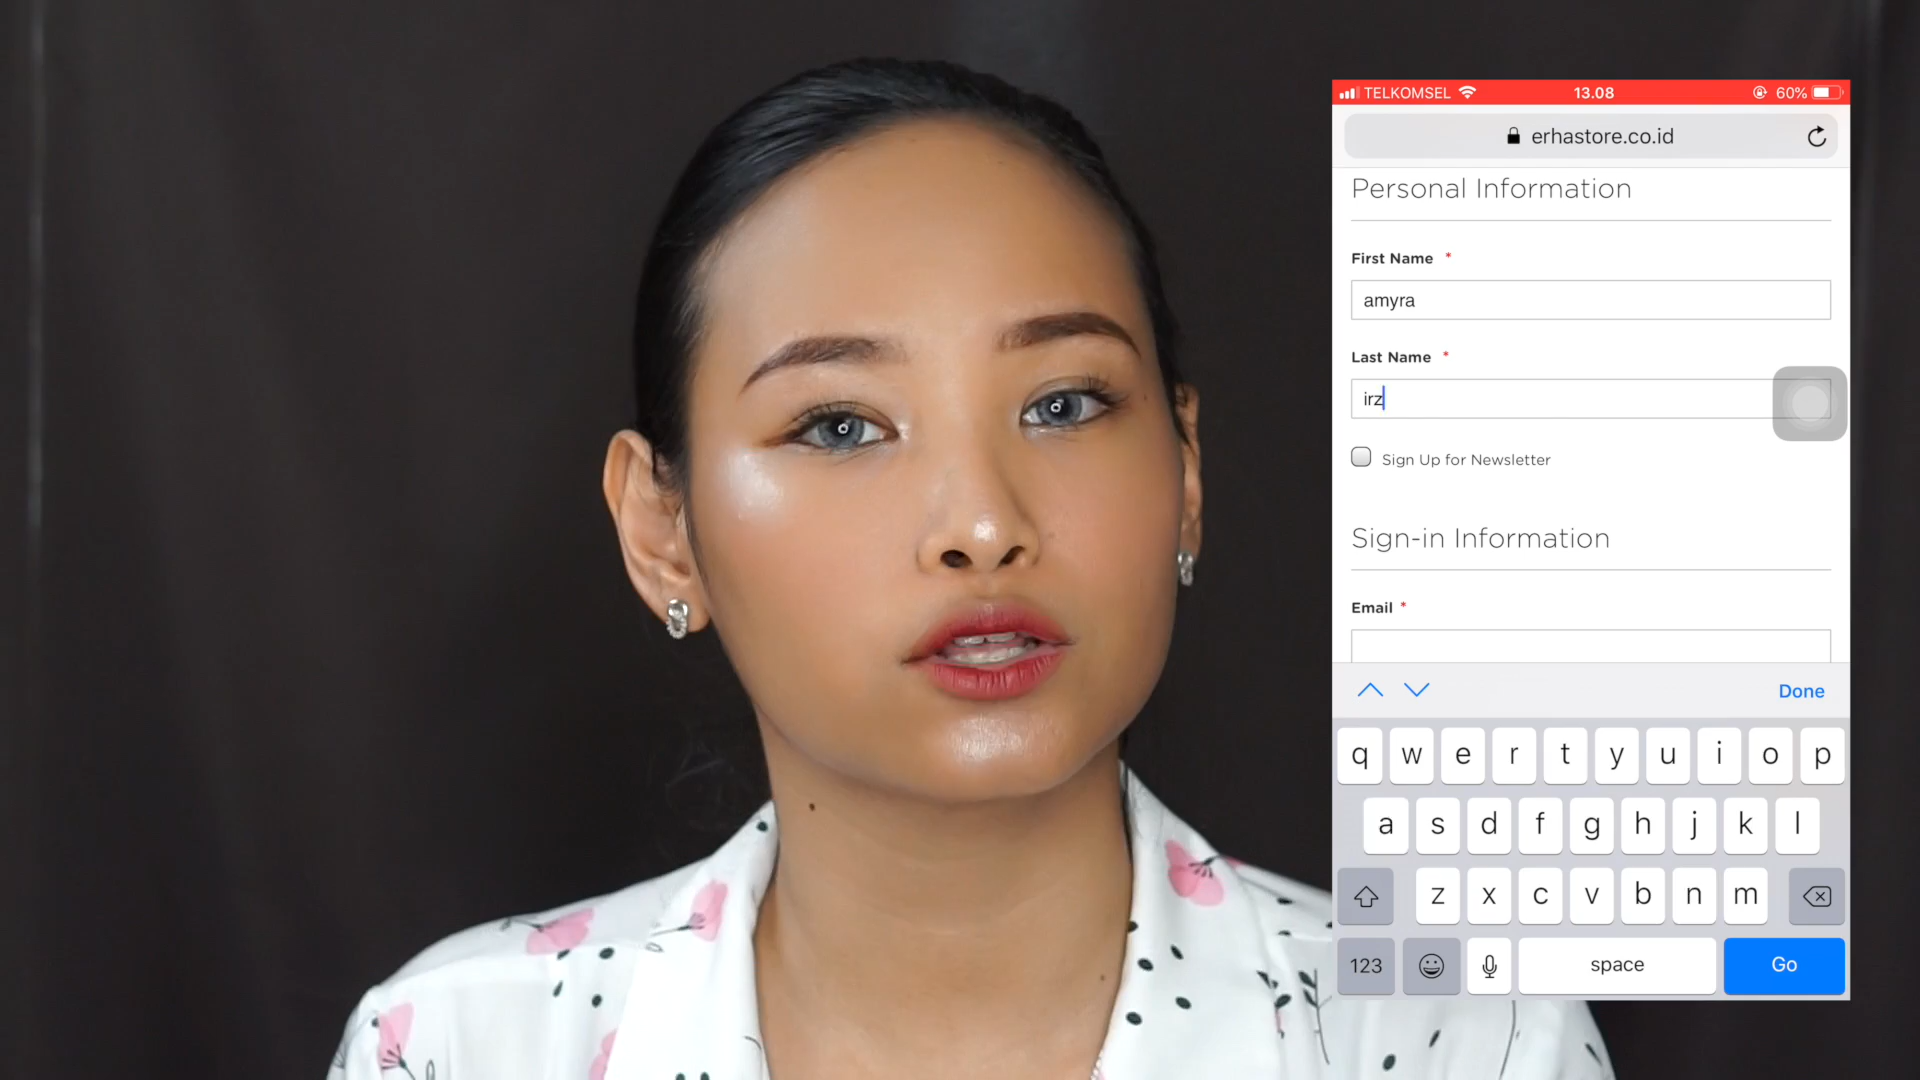 TELKOMSEL 13.08 60%
erhastore.co.id
Personal Information
First Name *
amyra
Last Name *
irz
Sign Up for Newsletter
Sign-in Information
Email *
Done
q w e r t y u i o p
a s d f g h j k l
z x c v b n m
123 space Go